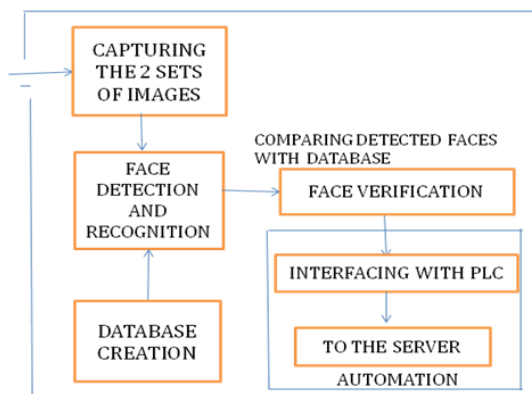 CAPTURING
THE 2 SETS
OF IMAGES
COMPARING DETECTED FACES
WITH DATABASE
FACE
DETECTION
AND
RECOGNITION
FACE VERIFICATION
INTERFACING WITH PLC
DATABASE
CREATION
TO THE SERVER
AUTOMATION